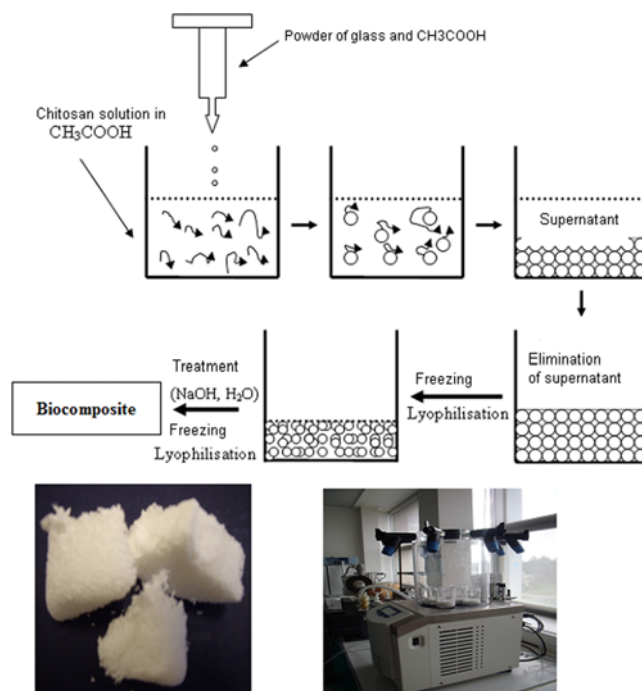 Powder of glass and CH3COOH
Chitosan solution in
CH₃COOH
Supernatant
Elimination
of supernatant
Freezing
Lyophilisation
Treatment
(NaOH, H₂O)
Freezing
Lyophilisation
Biocomposite